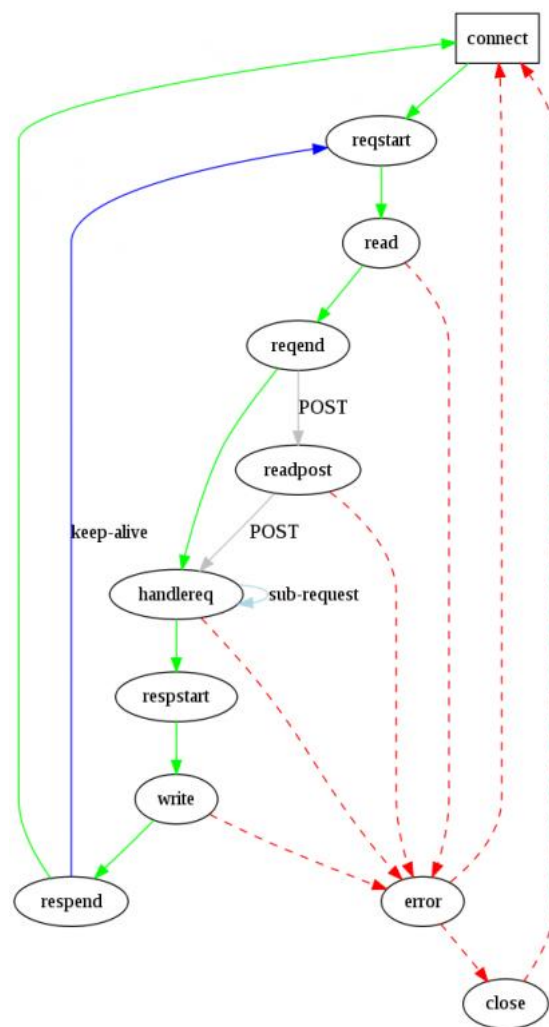 connect
reqstart
read
reqend
POST
readpost
keep-alive
POST
handlereq
sub-request
respstart
write
respend
error
close